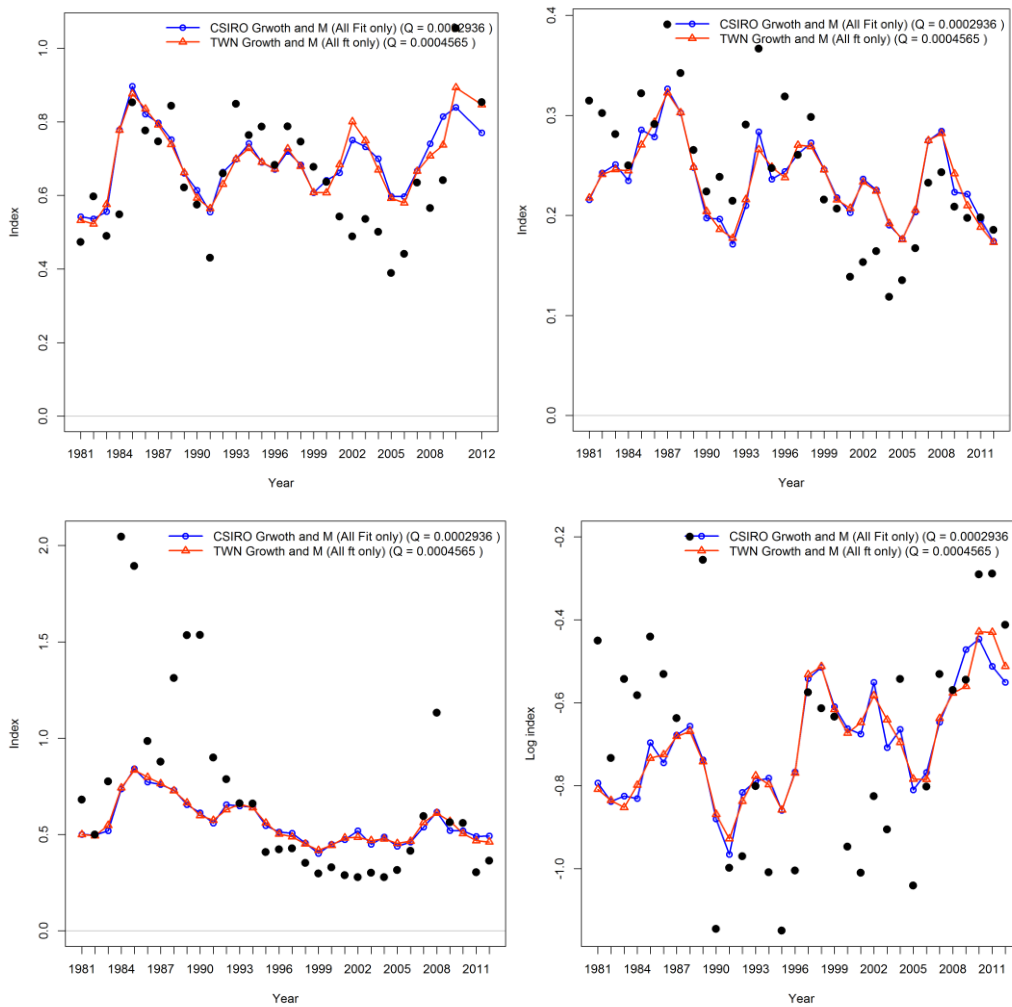 CSIRO Grwoth and M (All Fit only) (Q = 0.0002936 )
TWN Growth and M (All ft only) (Q = 0.0004565 )
1.0
0.8
0.6
0.4
0.2
0.0
Index
1981 1984 1987 1990 1993 1996 1999 2002 2005 2008 2012
Year
CSIRO Grwoth and M (All Fit only) (Q = 0.0002936 )
TWN Growth and M (All ft only) (Q = 0.0004565 )
0.4
0.3
0.2
0.1
0.0
Index
1981 1984 1987 1990 1993 1996 1999 2002 2005 2008 2011
Year
CSIRO Grwoth and M (All Fit only) (Q = 0.0002936 )
TWN Growth and M (All ft only) (Q = 0.0004565 )
2.0
1.5
1.0
0.5
0.0
Index
1981 1984 1987 1990 1993 1996 1999 2002 2005 2008 2011
Year
CSIRO Grwoth and M (All Fit only) (Q = 0.0002936
TWN Growth and M (All ft only) (Q = 0.0004565 )
-0.2
-0.4
-0.6
-0.8
-1.0
Log index
1981 1984 1987 1990 1993 1996 1999 2002 2005 2008 2011
Year